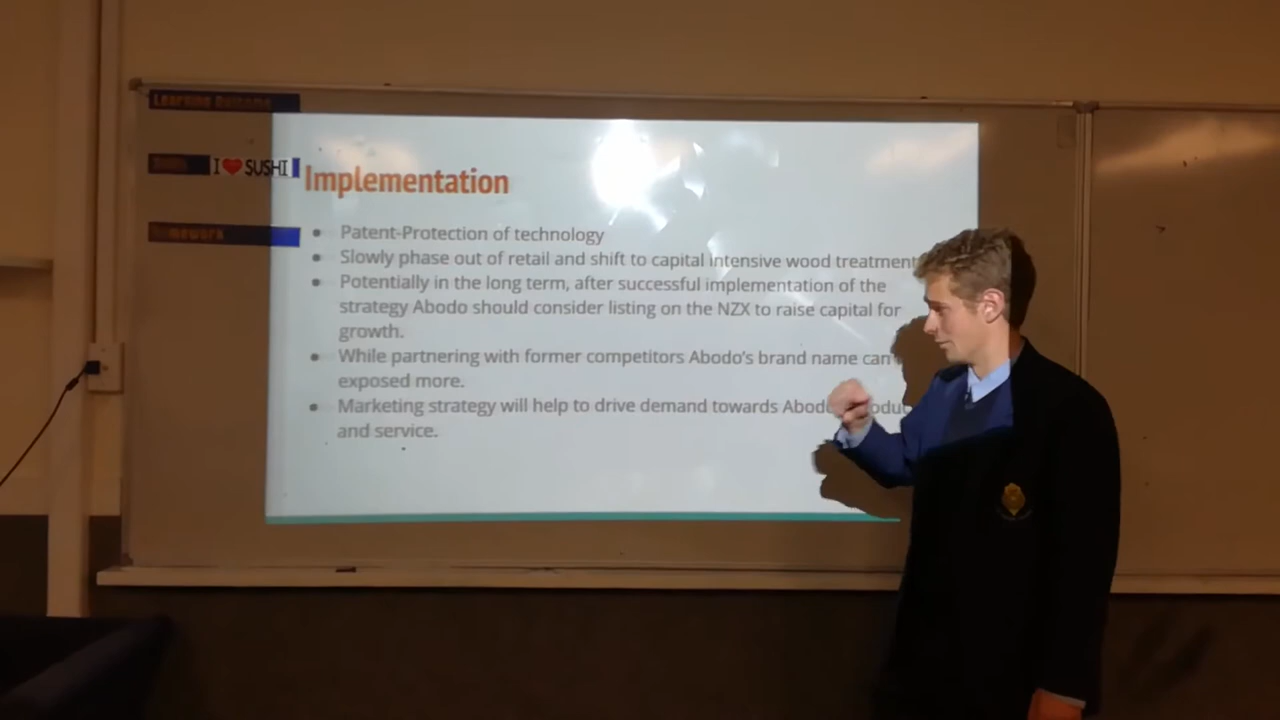 Learning Outcome
I ❤ SUSHI
Homework
Implementation
● Patent-Protection of technology
● Slowly phase out of retail and shift to capital intensive wood treatment
● Potentially in the long term, after successful implementation of the
strategy Abodo should consider listing on the NZX to raise capital for
growth.
● While partnering with former competitors Abodo's brand name can
exposed more.
● Marketing strategy will help to drive demand towards
and service.